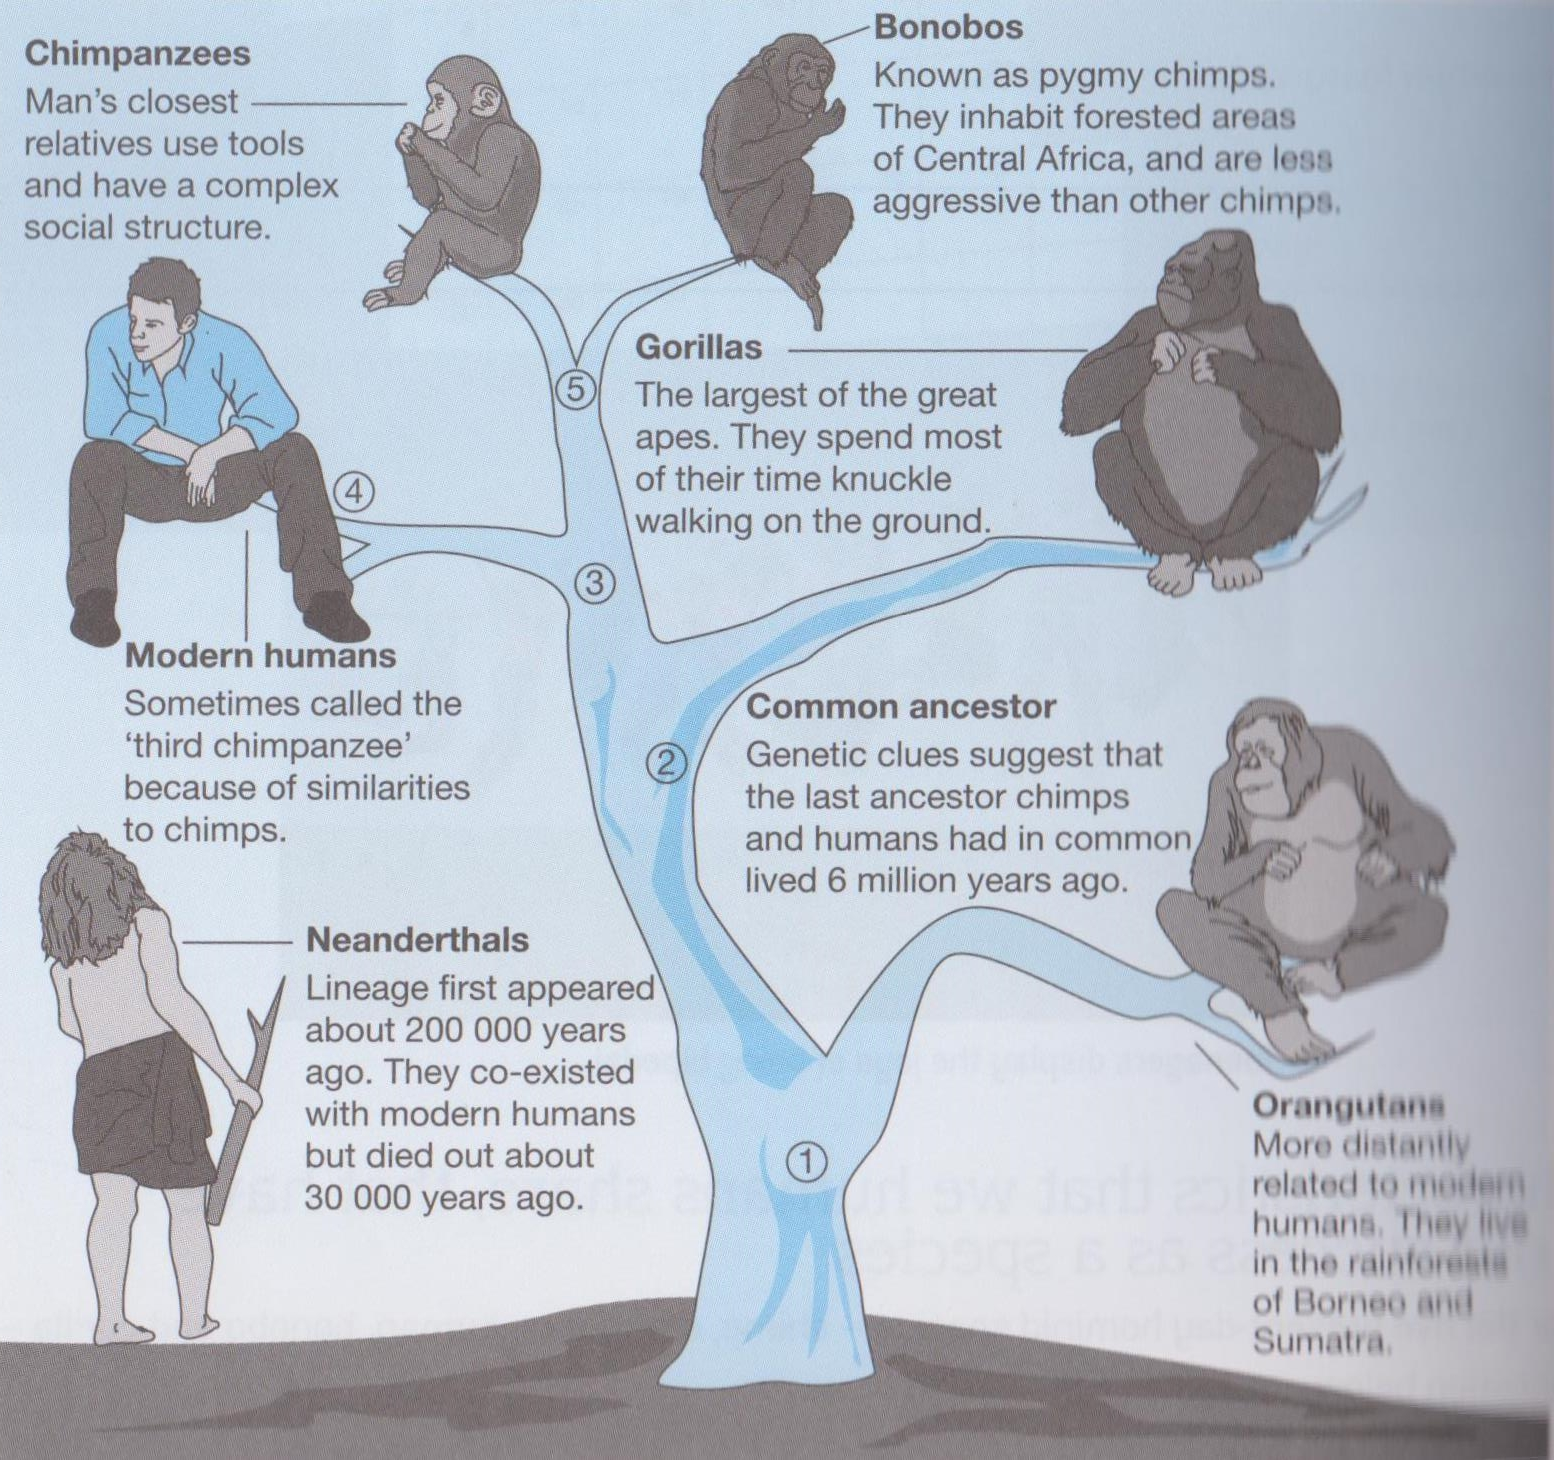 Chimpanzees
Man's closest
relatives use tools
and have a complex
social structure.
Bonobos
Known as pygmy chimps.
They inhabit forested areas
of Central Africa, and are less
aggressive than other chimps.
Gorillas
The largest of the great
apes. They spend most
of their time knuckle
walking on the ground.
5
4
3
Modern humans
Sometimes called the
'third chimpanzee'
because of similarities
to chimps.
2
Common ancestor
Genetic clues suggest that
the last ancestor chimps
and humans had in common
lived 6 million years ago.
Neanderthals
Lineage first appeared
about 200 000 years
ago. They co-existed
with modern humans
but died out about
30 000 years ago.
1
Orangutans
More distantly
related to modern
humans. They live
in the rainforests
of Borneo and
Sumatra.